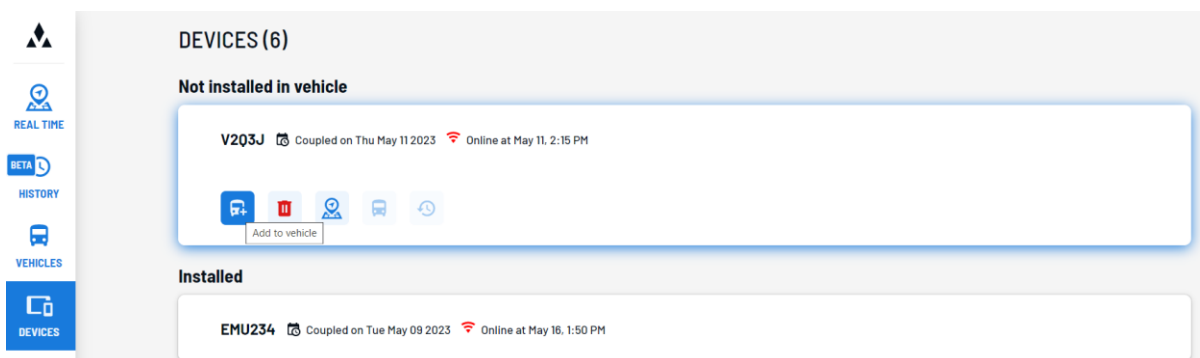 DEVICES (6)
Not installed in vehicle
V2Q3J Coupled on Thu May 11 2023 Online at May 11, 2:15 PM
Add to vehicle
Installed
EMU234 Coupled on Tue May 09 2023 Online at May 16, 1:50 PM
REAL TIME
BETA
HISTORY
VEHICLES
DEVICES